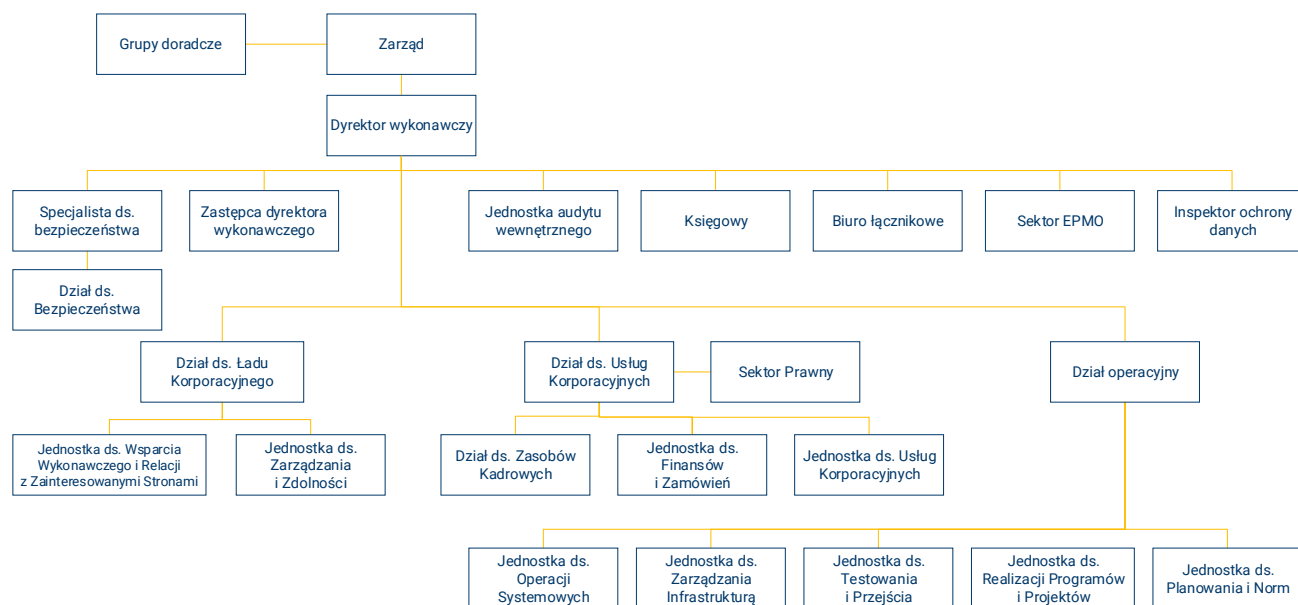 Grupy doradcze
Zarząd
Dyrektor wykonawczy
Specjalista ds.
bezpieczeństwa
Zastępca dyrektora
wykonawczego
Jednostka audytu
wewnętrznego
Księgowy
Biuro łącznikowe
Sektor EPMO
Inspektor ochrony
danych
Dział ds.
Bezpieczeństwa
Dział ds. Ładu
Korporacyjnego
Dział ds. Usług
Korporacyjnych
Sektor Prawny
Dział operacyjny
Jednostka ds. Wsparcia
Wykonawczego i Relacji
z Zainteresowanymi Stronami
Jednostka ds.
Zarządzania
i Zdolności
Dział ds. Zasobów
Kadrowych
Jednostka ds.
Finansów
i Zamówień
Jednostka ds. Usług
Korporacyjnych
Jednostka ds.
Operacji
Systemowych
Jednostka ds.
Zarządzania
Infrastrukturą
Jednostka ds.
Testowania
i Przejścia
Jednostka ds.
Realizacji Programów
i Projektów
Jednostka ds.
Planowania i Norm